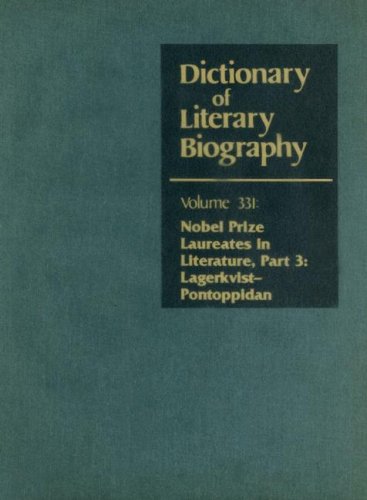 Dictionary
of
Literary
Biography
Volume 331:
Nobel Prize
Laureates in
Literature, Part 3:
Lagerkvist–
Pontoppidan